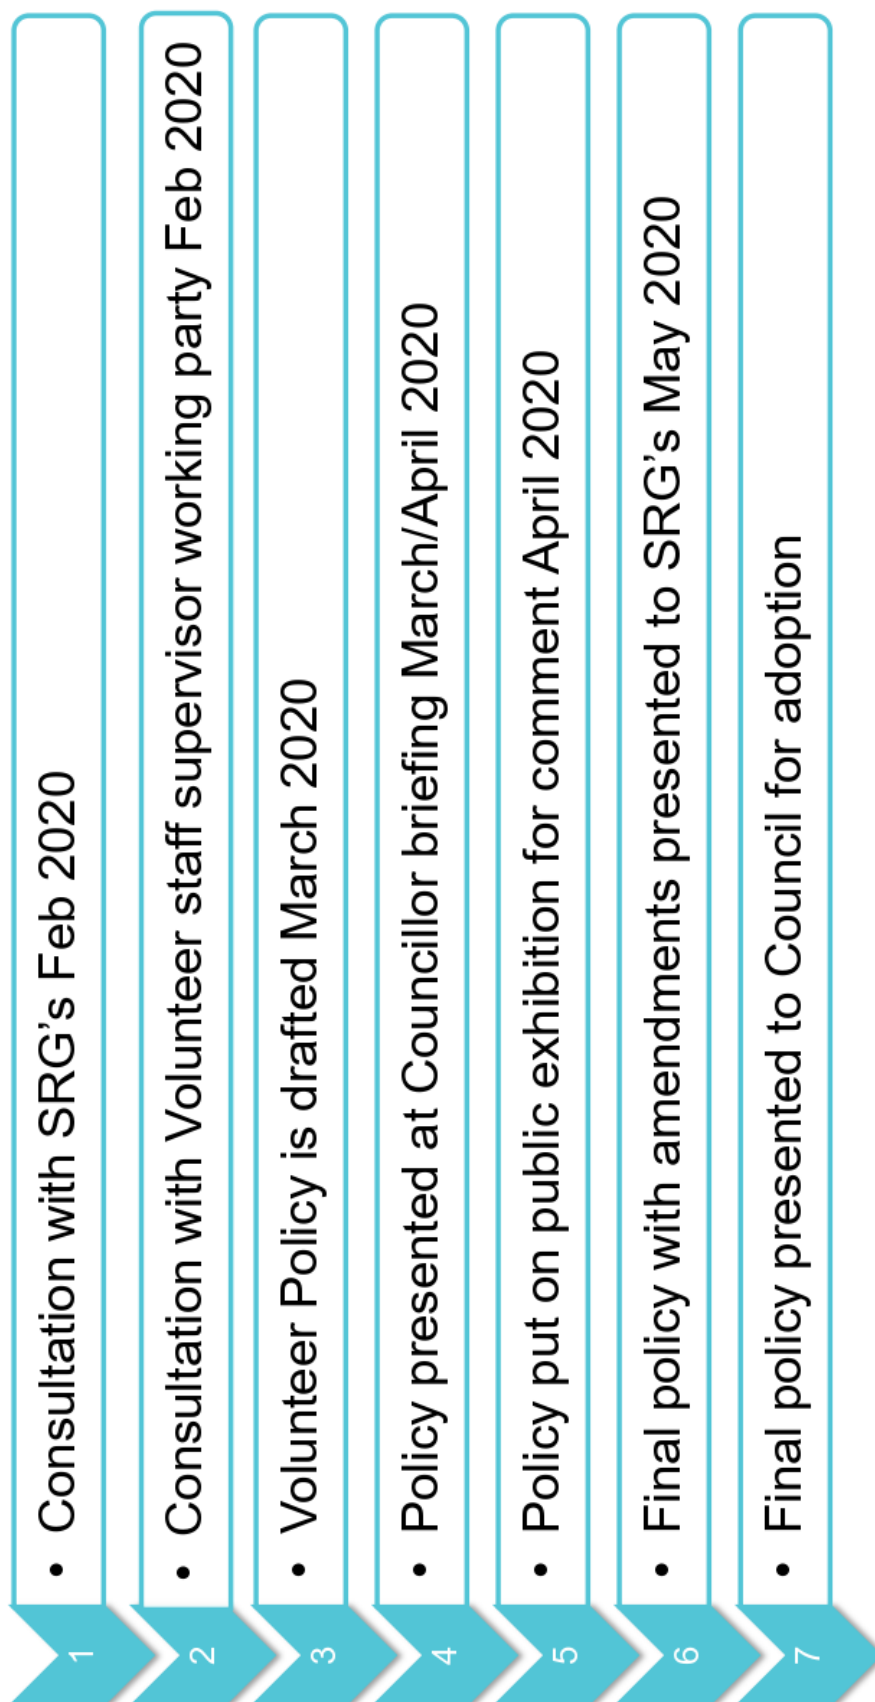 1
• Consultation with SRG's Feb 2020
2
• Consultation with Volunteer staff supervisor working party Feb 2020
3
• Volunteer Policy is drafted March 2020
4
• Policy presented at Councillor briefing March/April 2020
5
• Policy put on public exhibition for comment April 2020
6
• Final policy with amendments presented to SRG's May 2020
7
• Final policy presented to Council for adoption